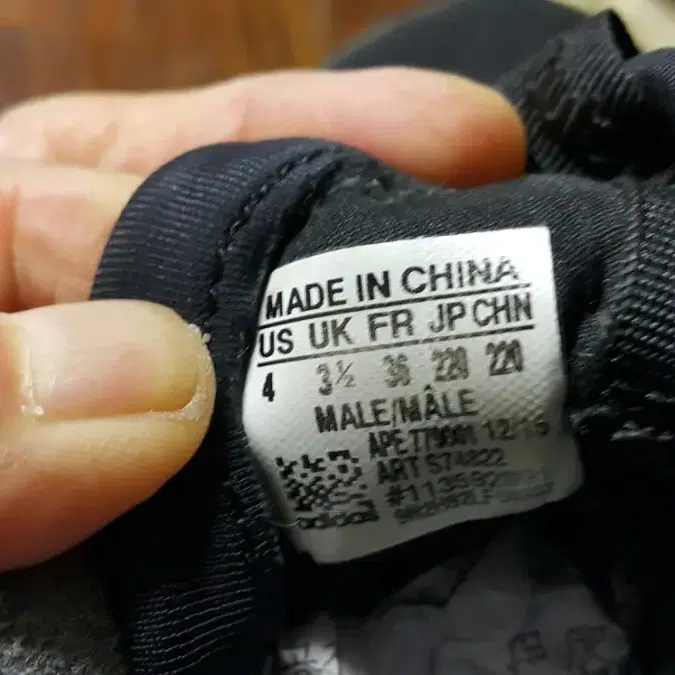 MADE IN CHINA
US UK FR JP CHN
4 3½ 36 220 220
MALE/MÂLE
APE 779001 12/15
ART S74822
adidas